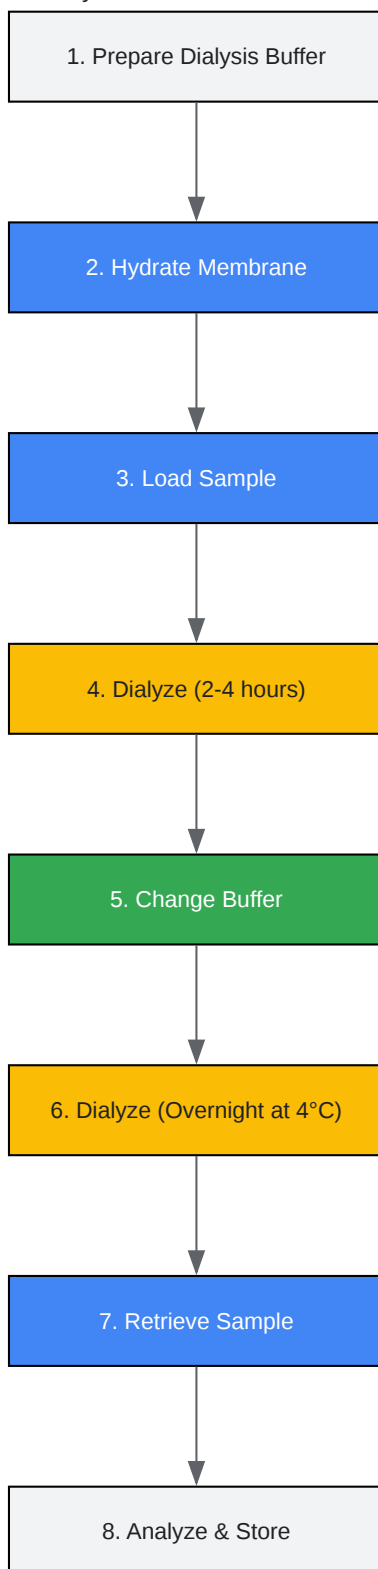 1. Prepare Dialysis Buffer
2. Hydrate Membrane
3. Load Sample
4. Dialyze (2-4 hours)
5. Change Buffer
6. Dialyze (Overnight at 4°C)
7. Retrieve Sample
8. Analyze & Store